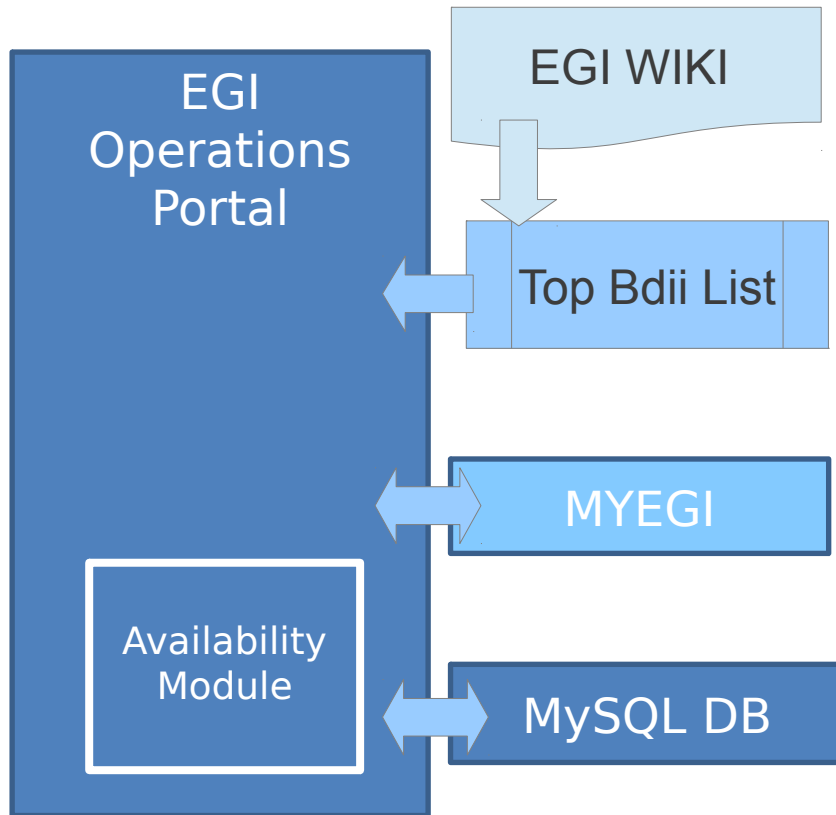 EGI
Operations
Portal
EGI WIKI
Top Bdii List
MYEGI
Availability
Module
MySQL DB